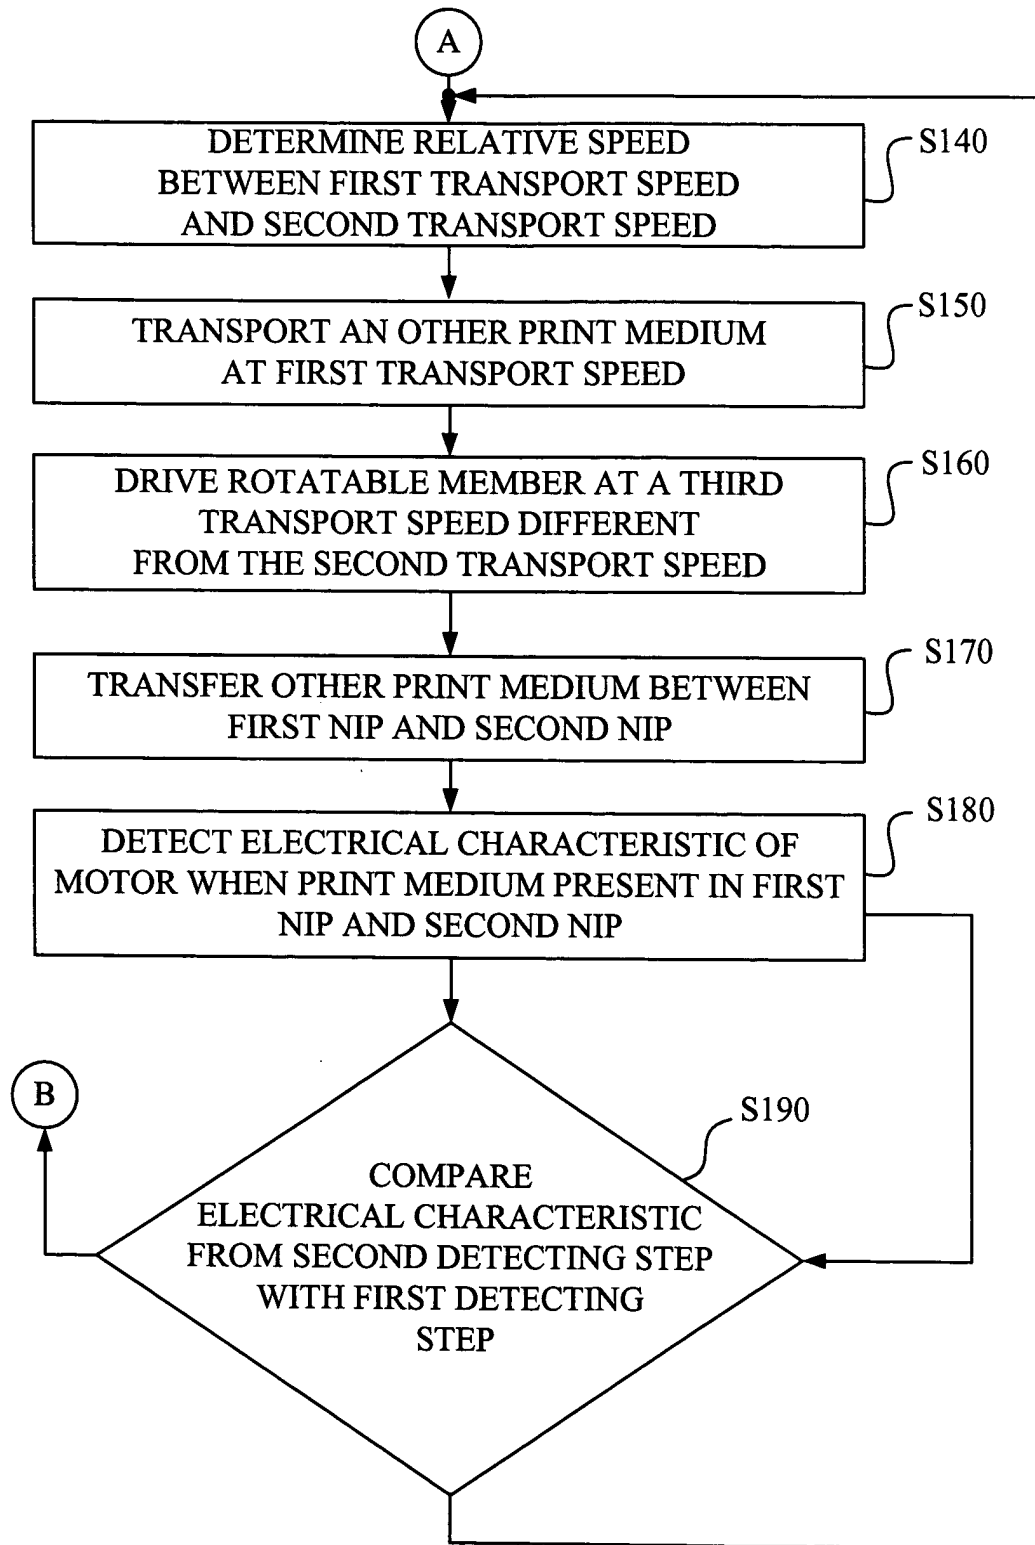 A
DETERMINE RELATIVE SPEED
BETWEEN FIRST TRANSPORT SPEED
AND SECOND TRANSPORT SPEED
S140
TRANSPORT AN OTHER PRINT MEDIUM
AT FIRST TRANSPORT SPEED
S150
DRIVE ROTATABLE MEMBER AT A THIRD
TRANSPORT SPEED DIFFERENT
FROM THE SECOND TRANSPORT SPEED
S160
TRANSFER OTHER PRINT MEDIUM BETWEEN
FIRST NIP AND SECOND NIP
S170
DETECT ELECTRICAL CHARACTERISTIC OF
MOTOR WHEN PRINT MEDIUM PRESENT IN FIRST
NIP AND SECOND NIP
S180
B
S190
COMPARE
ELECTRICAL CHARACTERISTIC
FROM SECOND DETECTING STEP
WITH FIRST DETECTING
STEP